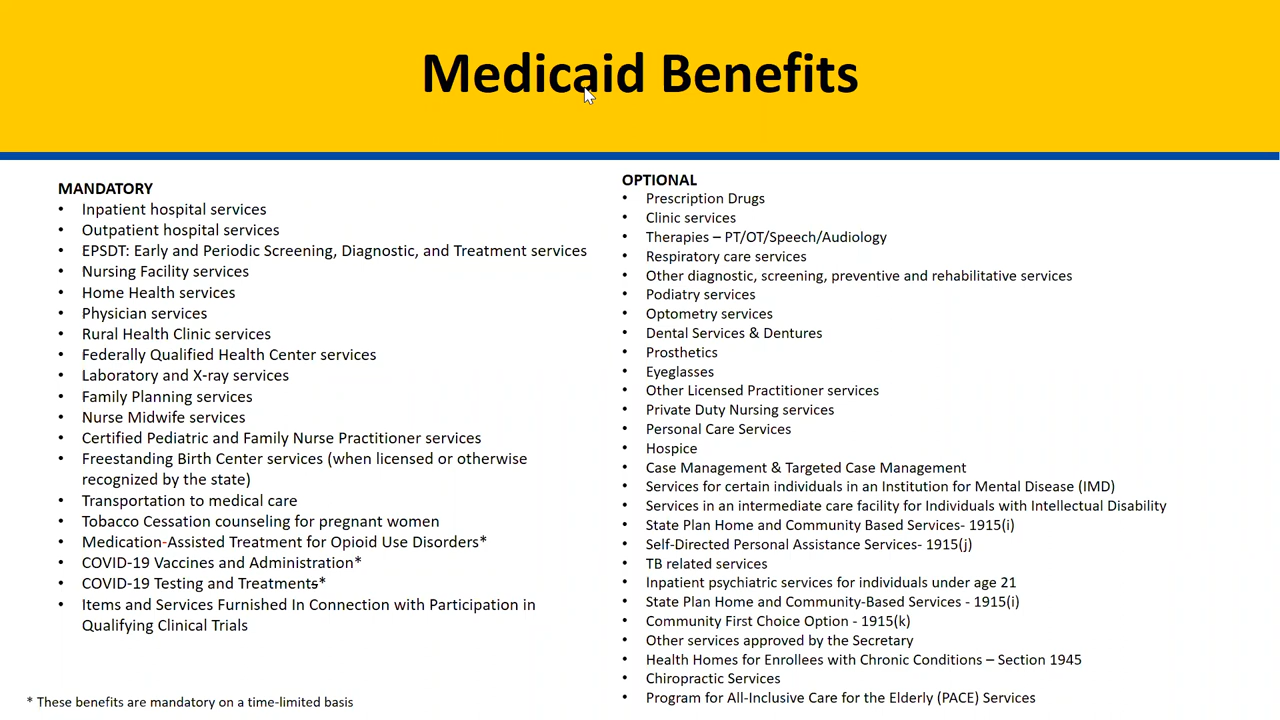 Medicaid Benefits
MANDATORY
• Inpatient hospital services
• Outpatient hospital services
• EPSDT: Early and Periodic Screening, Diagnostic, and Treatment services
• Nursing Facility services
• Home Health services
• Physician services
• Rural Health Clinic services
• Federally Qualified Health Center services
• Laboratory and X-ray services
• Family Planning services
• Nurse Midwife services
• Certified Pediatric and Family Nurse Practitioner services
• Freestanding Birth Center services (when licensed or otherwise
recognized by the state)
• Transportation to medical care
• Tobacco Cessation counseling for pregnant women
• Medication-Assisted Treatment for Opioid Use Disorders*
• COVID-19 Vaccines and Administration*
• COVID-19 Testing and Treatments*
• Items and Services Furnished In Connection with Participation in
Qualifying Clinical Trials
* These benefits are mandatory on a time-limited basis
OPTIONAL
• Prescription Drugs
• Clinic services
• Therapies – PT/OT/Speech/Audiology
• Respiratory care services
• Other diagnostic, screening, preventive and rehabilitative services
• Podiatry services
• Optometry services
• Dental Services & Dentures
• Prosthetics
• Eyeglasses
• Other Licensed Practitioner services
• Private Duty Nursing services
• Personal Care Services
• Hospice
• Case Management & Targeted Case Management
• Services for certain individuals in an Institution for Mental Disease (IMD)
• Services in an intermediate care facility for Individuals with Intellectual Disability
• State Plan Home and Community Based Services- 1915(i)
• Self-Directed Personal Assistance Services- 1915(j)
• TB related services
• Inpatient psychiatric services for individuals under age 21
• State Plan Home and Community-Based Services - 1915(i)
• Community First Choice Option - 1915(k)
• Other services approved by the Secretary
• Health Homes for Enrollees with Chronic Conditions – Section 1945
• Chiropractic Services
• Program for All-Inclusive Care for the Elderly (PACE) Services